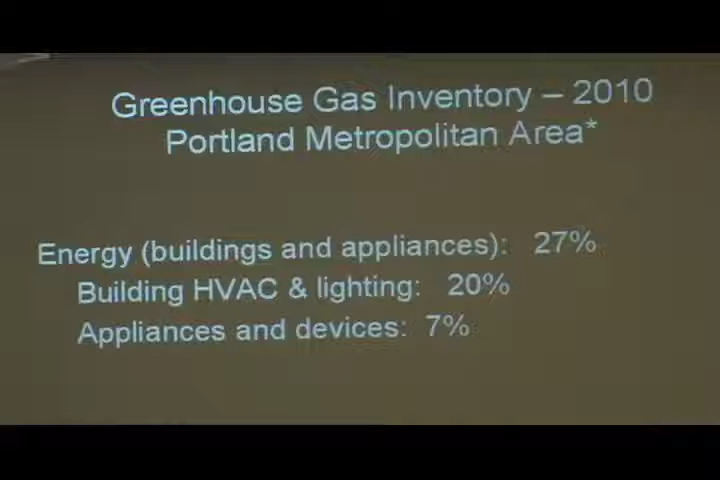 Greenhouse Gas Inventory – 2010
Portland Metropolitan Area*
Energy (buildings and appliances): 27%
Building HVAC & lighting: 20%
Appliances and devices: 7%